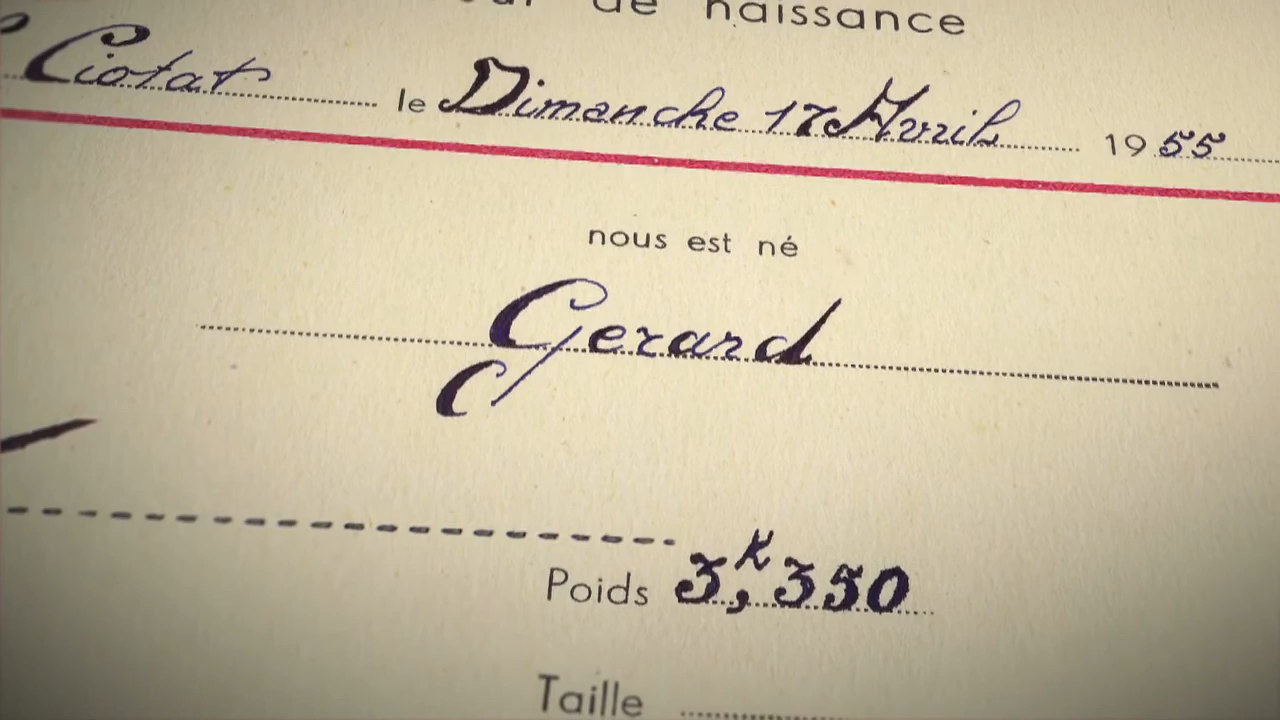 de naissance
Ciotat le Dimanche 17 Avril 1955
nous est né
Gerard
Poids 3,K350
Taille